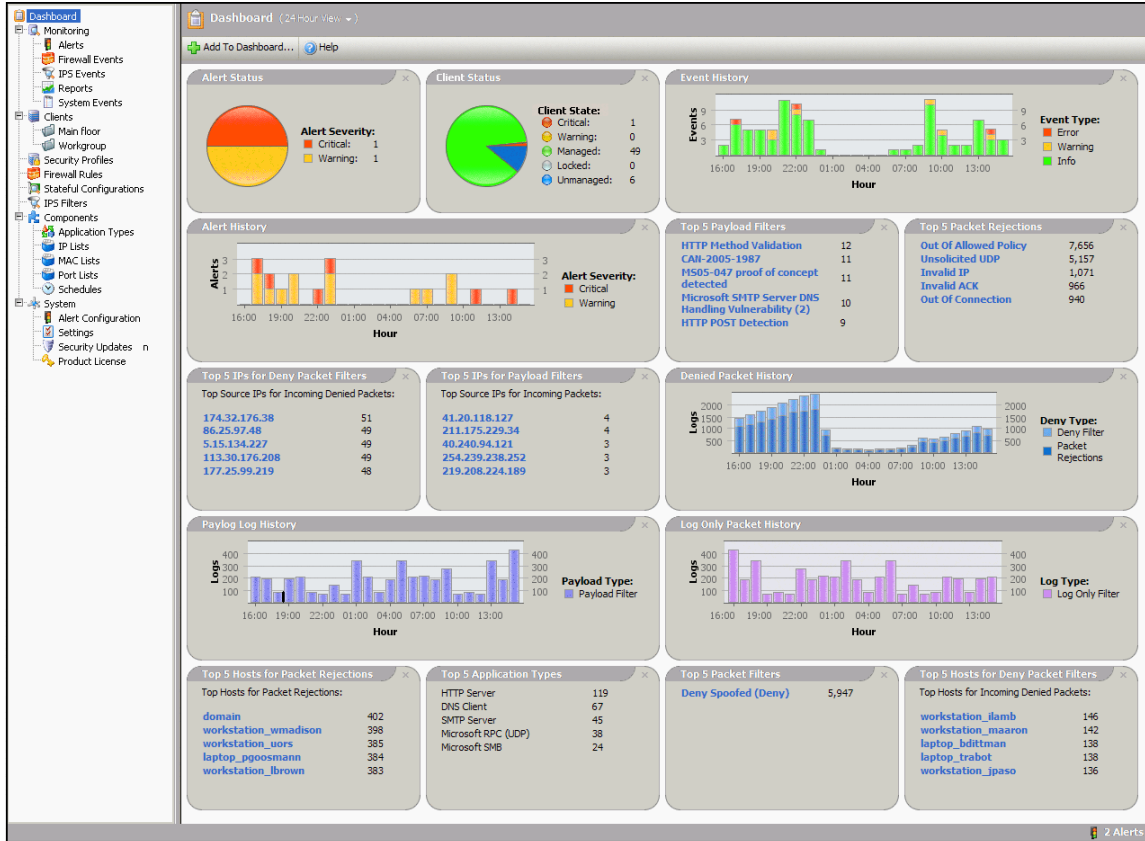 Dashboard
Monitoring
Alerts
Firewall Events
IPS Events
Reports
System Events
Clients
Main floor
Workgroup
Security Profiles
Firewall Rules
Stateful Configurations
IPS Filters
Components
Application Types
IP Lists
MAC Lists
Port Lists
Schedules
System
Alert Configuration
Settings
Security Updates n
Product License
Dashboard (24 Hour View)
Add To Dashboard... Help
Alert Status
Alert Severity:
Critical: 1
Warning: 1
Client Status
Client State:
Critical: 1
Warning: 0
Managed: 49
Locked: 0
Unmanaged: 6
Event History
Events
9 9
6 6
3 3
16:00 19:00 22:00 01:00 04:00 07:00 10:00 13:00
Hour
Event Type:
Error
Warning
Info
Alert History
Alerts
3 3
2 2
1 1
16:00 19:00 22:00 01:00 04:00 07:00 10:00 13:00
Hour
Alert Severity:
Critical
Warning
Top 5 Payload Filters
HTTP Method Validation 12
CAN-2005-1987 11
MS05-047 proof of concept
detected 11
Microsoft SMTP Server DNS
Handling Vulnerability (2) 10
HTTP POST Detection 9
Top 5 Packet Rejections
Out Of Allowed Policy 7,656
Unsolicited UDP 5,157
Invalid IP 1,071
Invalid ACK 966
Out Of Connection 940
Top 5 IPs for Deny Packet Filters
Top Source IPs for Incoming Denied Packets:
174.32.176.38 51
86.25.97.48 49
5.15.134.227 49
113.30.176.208 49
177.25.99.219 48
Top 5 IPs for Payload Filters
Top Source IPs for Incoming Packets:
41.20.118.127 4
211.175.229.34 4
40.240.94.121 3
254.239.238.252 3
219.208.224.189 3
Denied Packet History
Logs
2000 2000
1500 1500
1000 1000
500 500
16:00 19:00 22:00 01:00 04:00 07:00 10:00 13:00
Hour
Deny Type:
Deny Filter
Packet
Rejections
Paylog Log History
Logs
400 400
300 300
200 200
100 100
16:00 19:00 22:00 01:00 04:00 07:00 10:00 13:00
Hour
Payload Type:
Payload Filter
Log Only Packet History
Logs
400 400
300 300
200 200
100 100
16:00 19:00 22:00 01:00 04:00 07:00 10:00 13:00
Hour
Log Type:
Log Only Filter
Top 5 Hosts for Packet Rejections
Top Hosts for Packet Rejections:
domain 402
workstation_wmadison 398
workstation_uors 385
laptop_pgoosmann 384
workstation_lbrown 383
Top 5 Application Types
HTTP Server 119
DNS Client 67
SMTP Server 45
Microsoft RPC (UDP) 38
Microsoft SMB 24
Top 5 Packet Filters
Deny Spoofed (Deny) 5,947
Top 5 Hosts for Deny Packet Filters
Top Hosts for Incoming Denied Packets:
workstation_ilamb 146
workstation_maaron 142
laptop_bdittman 138
laptop_trabot 138
workstation_jpaso 136
2 Alerts